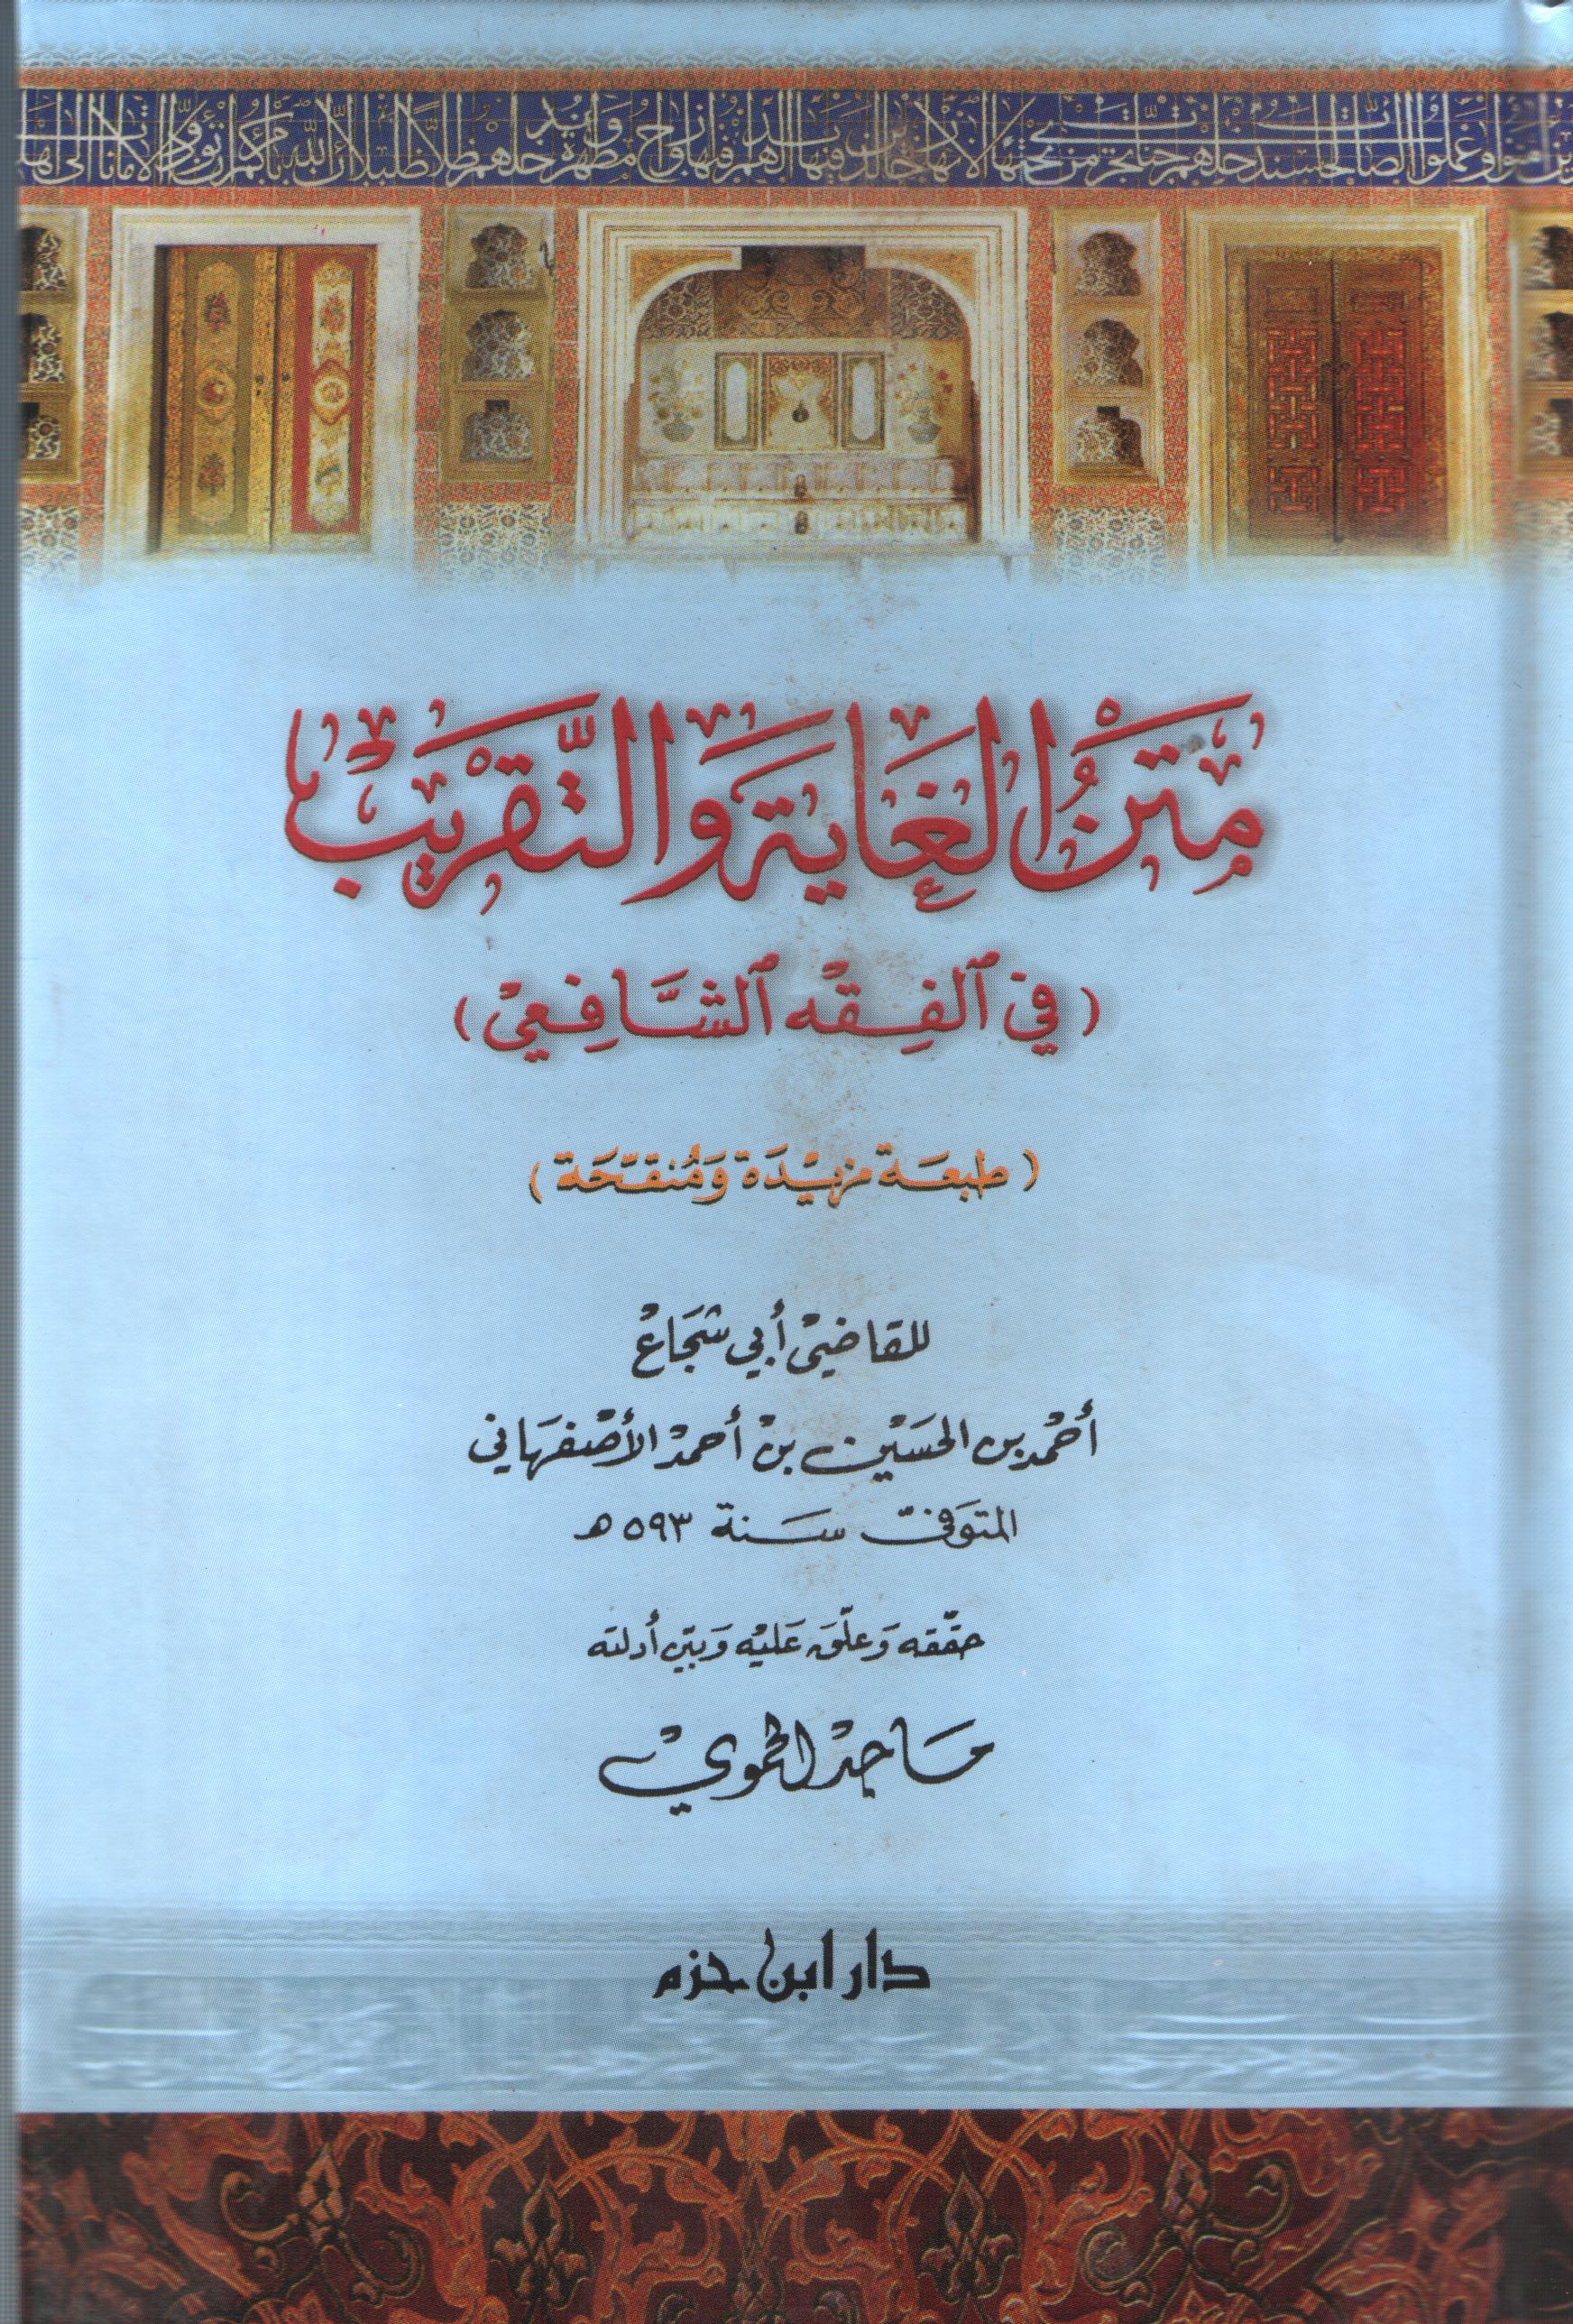 متن الغاية والتقريب
(في الفقه الشافعي)
(طبعة مزيدة ومنقحة)
للقاضي أبي شجاع
أحمد بن الحسين بن أحمد الأصفهاني
المتوفى سنة ٥٩٣ هـ
حققه وعلق عليه وبين أدلته
ماجد الحموي
دار ابن حزم